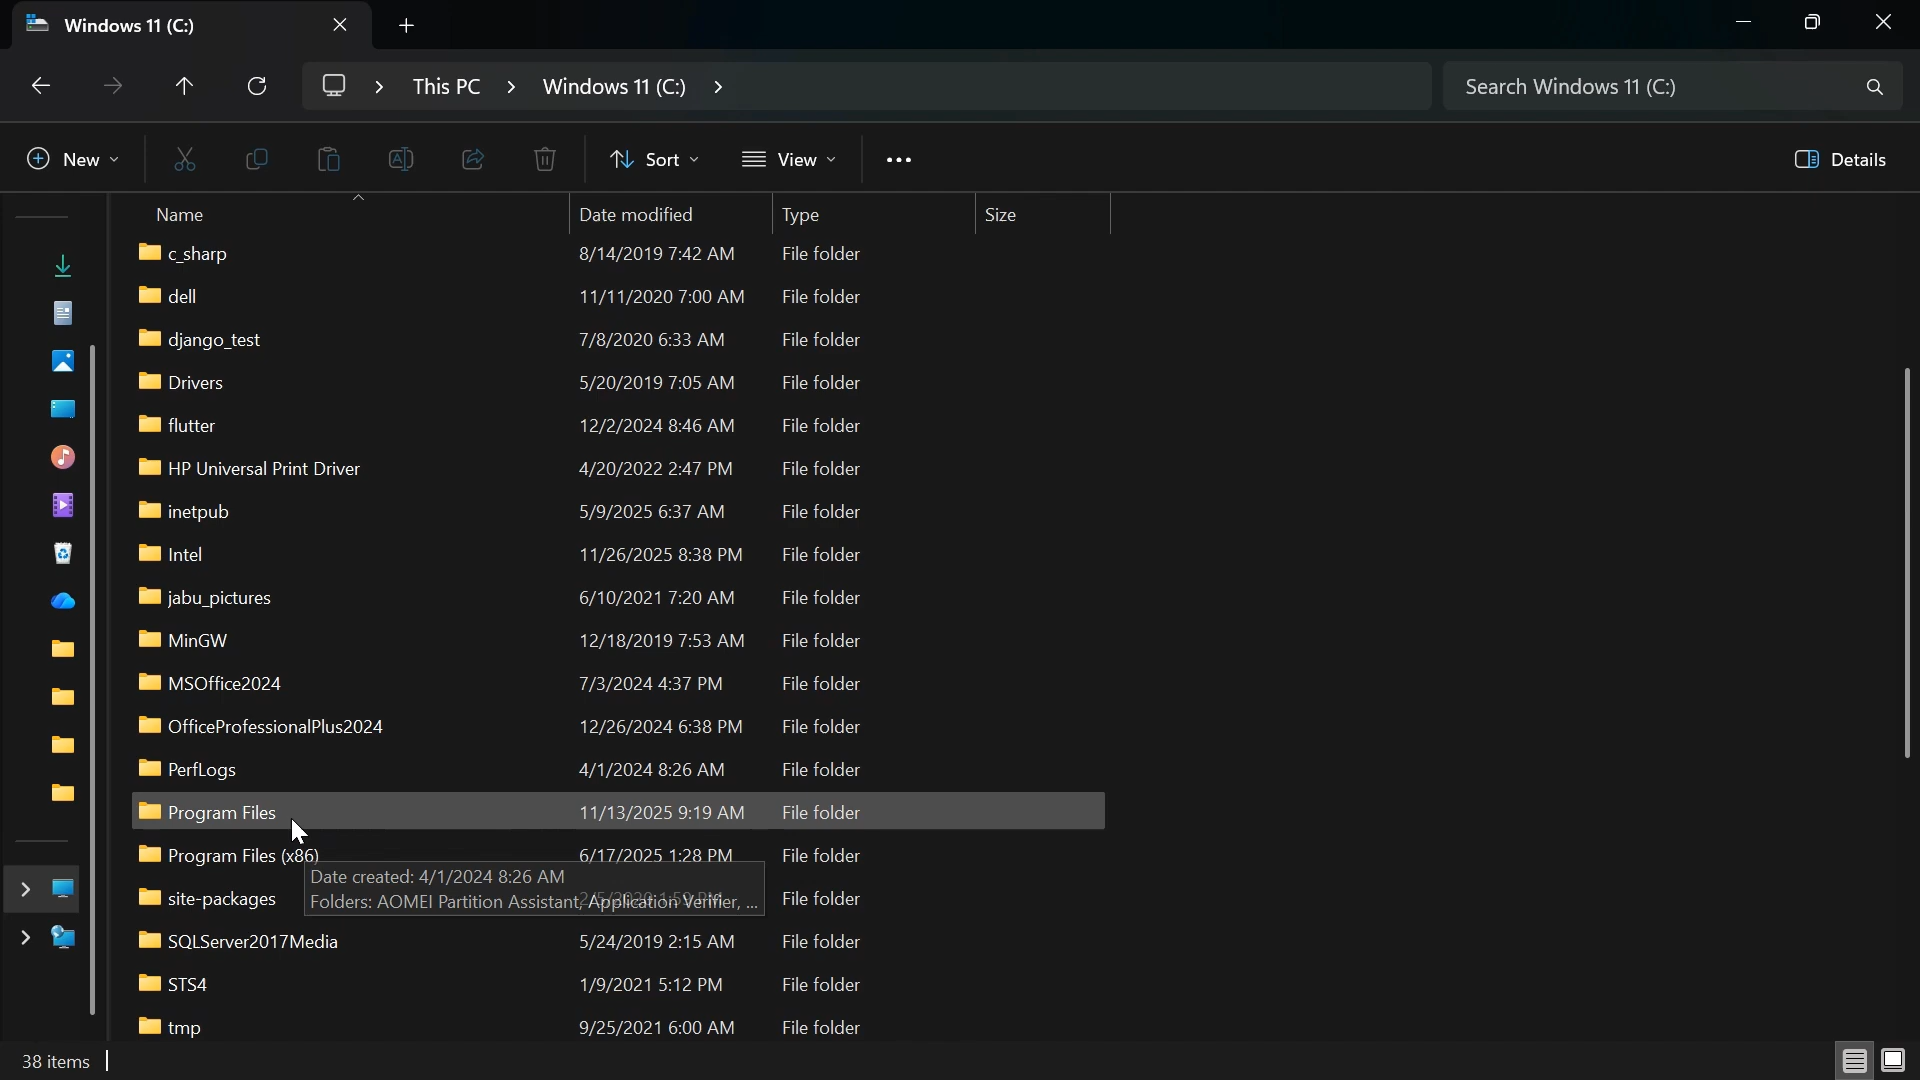 Windows 11 (C:)
This PC Windows 11 (C:)
Search Windows 11 (C:)
New Sort View Details
Name Date modified Type Size
c_sharp 8/14/2019 7:42 AM File folder
dell 11/11/2020 7:00 AM File folder
django_test 7/8/2020 6:33 AM File folder
Drivers 5/20/2019 7:05 AM File folder
flutter 12/2/2024 8:46 AM File folder
HP Universal Print Driver 4/20/2022 2:47 PM File folder
inetpub 5/9/2025 6:37 AM File folder
Intel 11/26/2025 8:38 PM File folder
jabu_pictures 6/10/2021 7:20 AM File folder
MinGW 12/18/2019 7:53 AM File folder
MSOffice2024 7/3/2024 4:37 PM File folder
OfficeProfessionalPlus2024 12/26/2024 6:38 PM File folder
PerfLogs 4/1/2024 8:26 AM File folder
Program Files 11/13/2025 9:19 AM File folder
Program Files (x86) 6/17/2025 1:28 PM File folder
Date created: 4/1/2024 8:26 AM
Folders: AOMEI Partition Assistant, Application Verifier, ...
site-packages File folder
SQLServer2017Media 5/24/2019 2:15 AM File folder
STS4 1/9/2021 5:12 PM File folder
tmp 9/25/2021 6:00 AM File folder
38 items